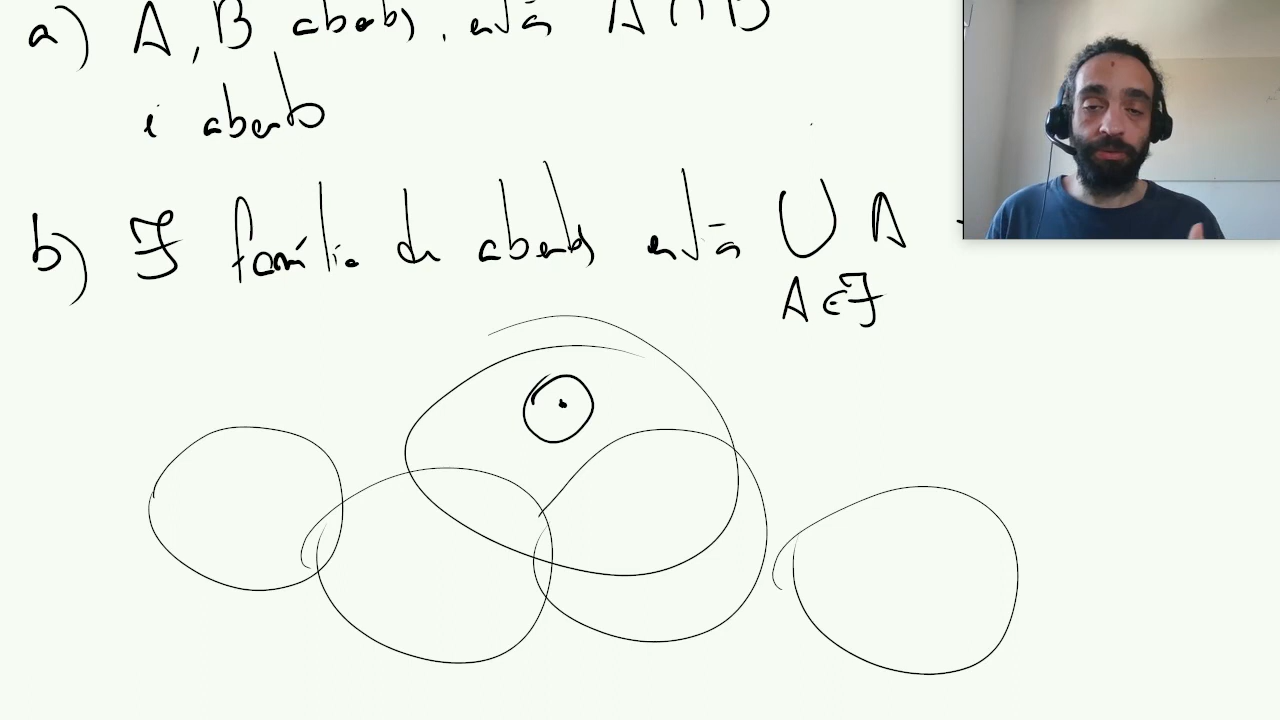 a) A, B abertos, então A ∩ B
é aberto
b) ℱ família de abertos então ⋃ A
A ∈ ℱ